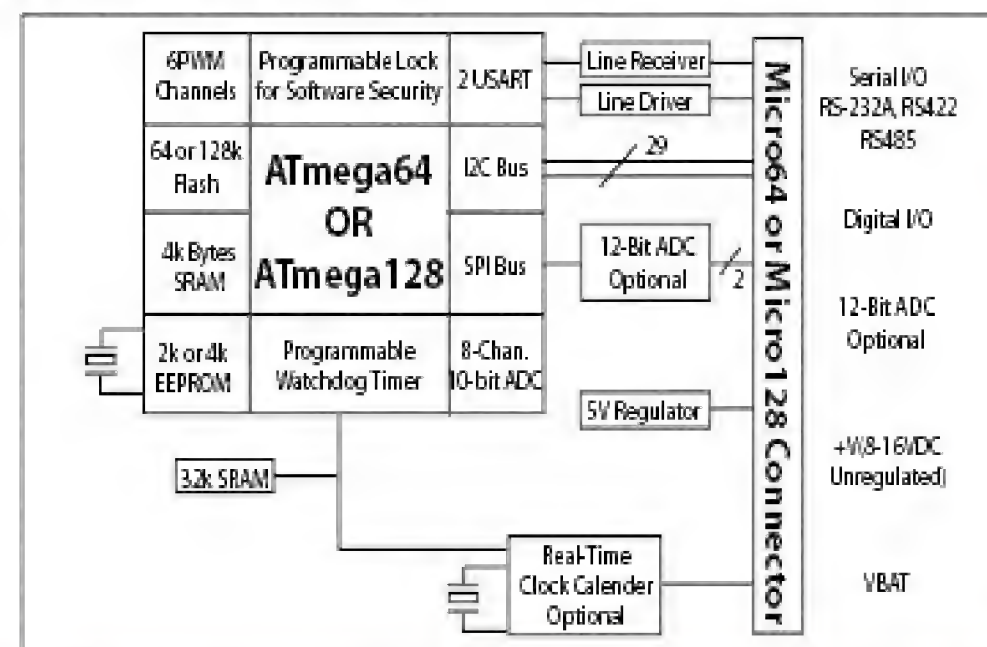 6PWM
Channels
Programmable Lock
for Software Security
2 USART
Line Receiver
Line Driver
64 or 128k
Flash
ATmega64
OR
ATmega128
I2C Bus
29
4k Bytes
SRAM
SPI Bus
12-Bit ADC
Optional
2
2k or 4k
EEPROM
Programmable
Watchdog Timer
8-Chan.
10-bit ADC
5V Regulator
32k SRAM
Real-Time
Clock Calender
Optional
Micro64 or Micro128 Connector
Serial I/O
RS-232A, RS422
RS485
Digital I/O
12-Bit ADC
Optional
+V(8-16VDC
Unregulated)
VBAT